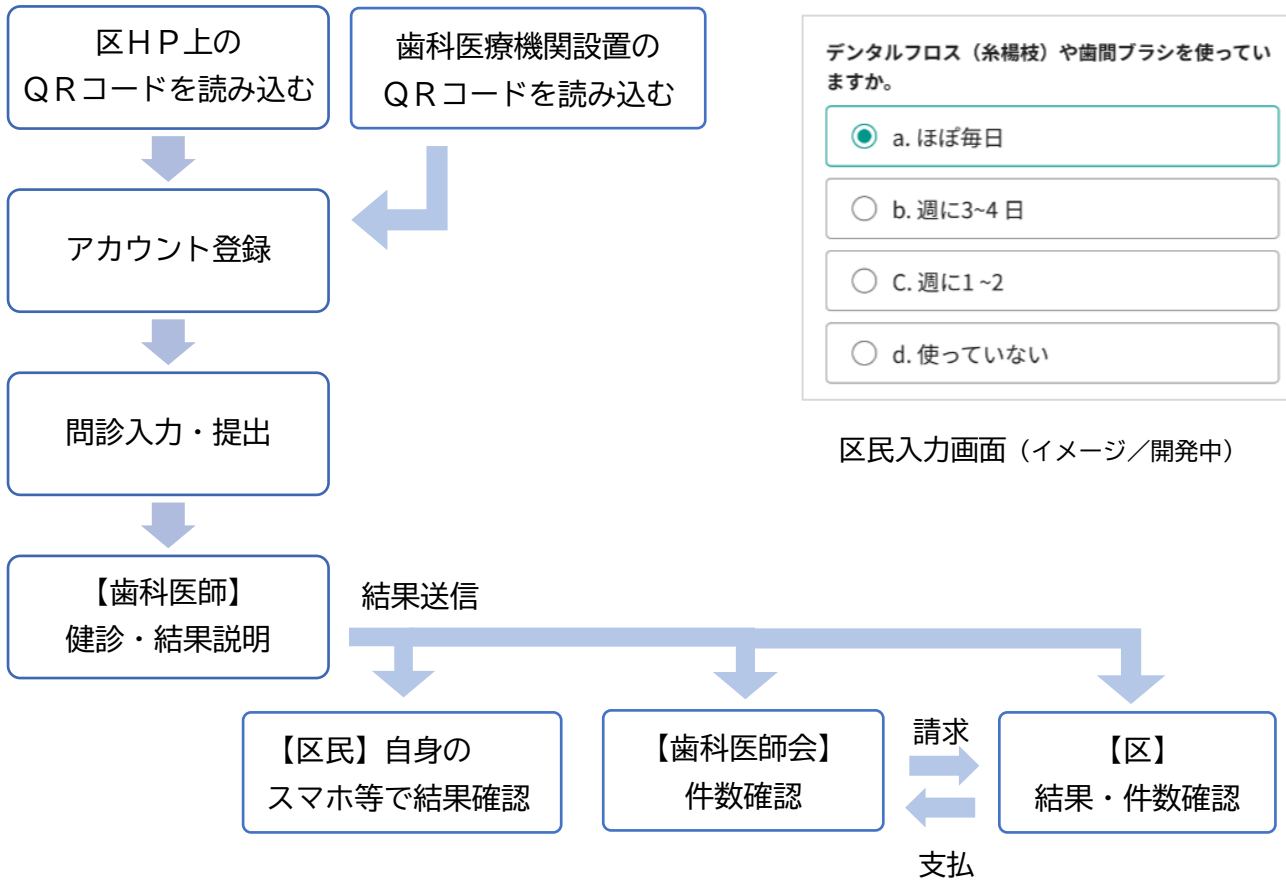 区ＨＰ上の
ＱＲコードを読み込む
歯科医療機関設置の
ＱＲコードを読み込む
アカウント登録
問診入力・提出
【歯科医師】
健診・結果説明
結果送信
【区民】自身の
スマホ等で結果確認
【歯科医師会】
件数確認
請求
支払
【区】
結果・件数確認
デンタルフロス（糸楊枝）や歯間ブラシを使ってい
ますか。
a. ほぼ毎日
b. 週に3~4 日
C. 週に1 ~2
d. 使っていない
区民入力画面（イメージ／開発中）